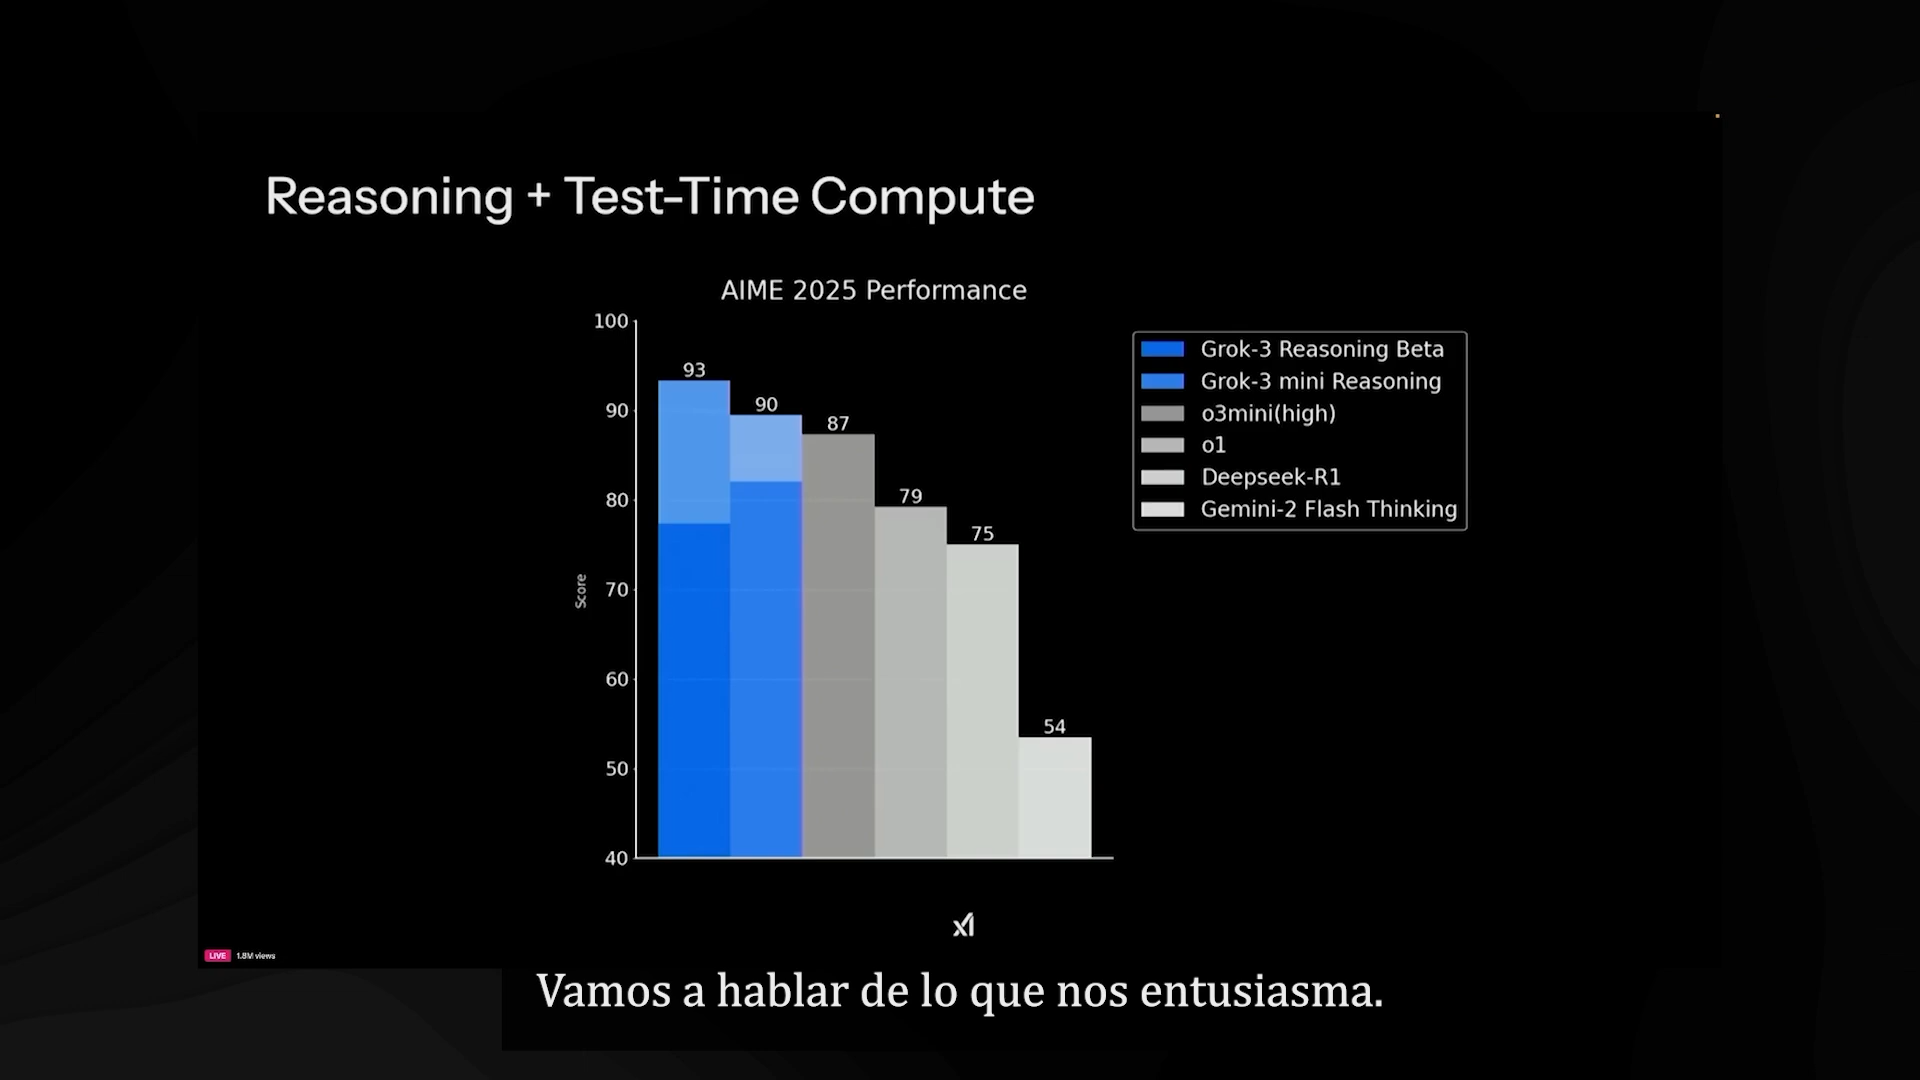 Reasoning + Test-Time Compute
AIME 2025 Performance
100
90
80
70
60
50
40
Score
93
90
87
79
75
54
Grok-3 Reasoning Beta
Grok-3 mini Reasoning
o3mini(high)
o1
Deepseek-R1
Gemini-2 Flash Thinking
xI
LIVE 1.8M views
Vamos a hablar de lo que nos entusiasma.